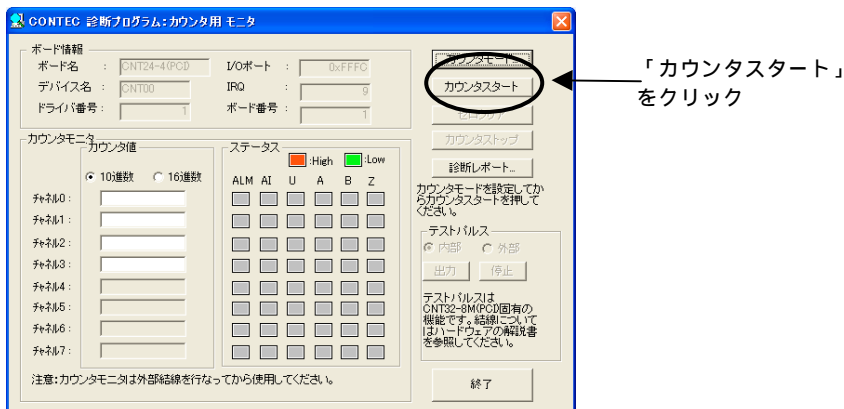 CONTEC 診断プログラム:カウンタ用 モニタ
ボード情報
ボード名 : CNT24-4(PCI) I/Oポート : 0xFFFC
デバイス名 : CNT00 IRQ : 9
ドライバ番号 : 1 ボード番号 : 1
カウンタモード...
カウンタスタート
ゼロクリア
カウンタストップ
診断レポート...
「カウンタスタート」
をクリック
カウンタモニタ
カウンタ値
10進数 16進数
ステータス
:High :Low
ALM AI U A B Z
チャネル0 :
チャネル1 :
チャネル2 :
チャネル3 :
チャネル4 :
チャネル5 :
チャネル6 :
チャネル7 :
カウンタモードを設定してか
らカウンタスタートを押して
ください。
テストパルス
内部 外部
出力 停止
テストパルスは
CNT32-8M(PCI)固有の
機能です。結線について
はハードウェアの解説書
を参照してください。
注意:カウンタモニタは外部結線を行なってから使用してください。
終了